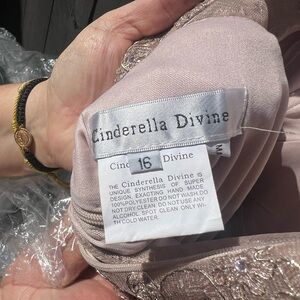 Cinderella Divine
16
Cinc Divine
THE Cinderella Divine IS
UNIQUE SYNTHESIS OF SUPER
DESIGN. EXACTING HAND MADE
100%POLYESTER DO NOT WASH.DO
NOT DRY CLEAN. DO NOT USE ANY
ALCOHOL SPOT CLEAN ONLY WI-
TH COLD WATER.